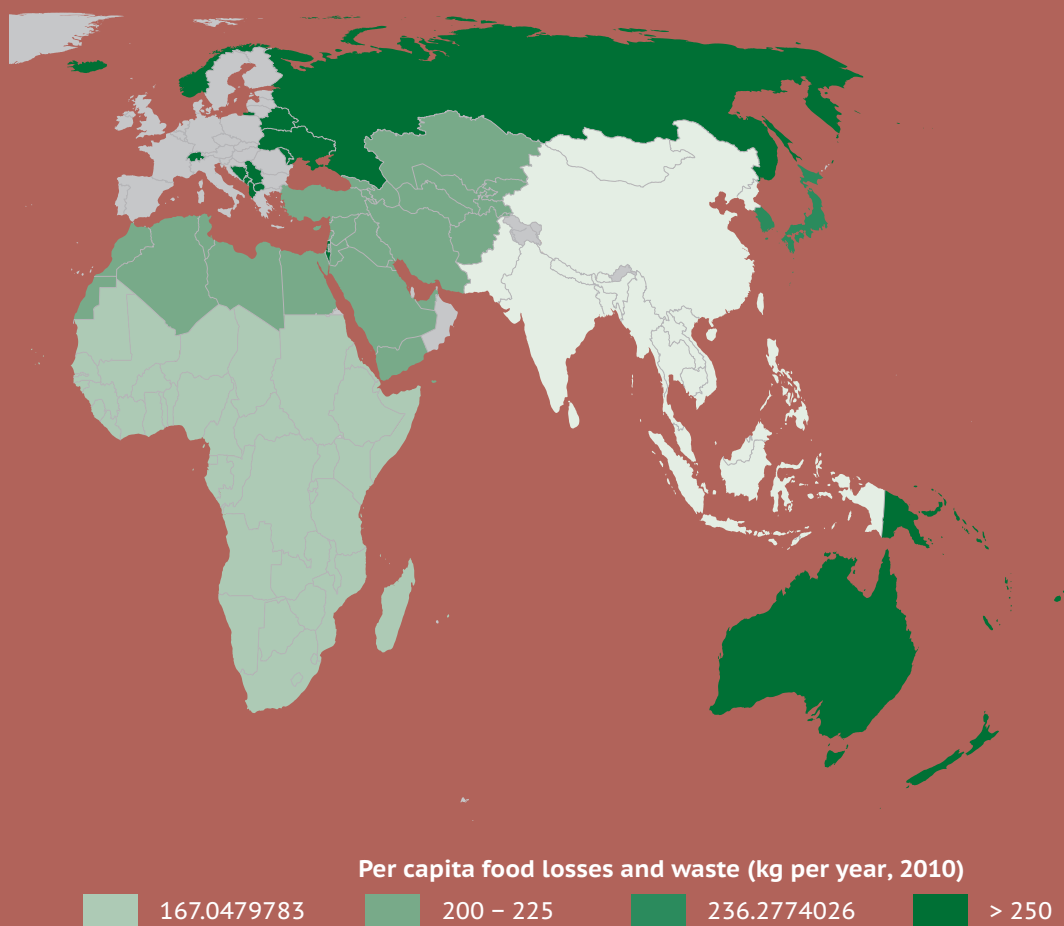 Per capita food losses and waste (kg per year, 2010)
167.0479783 200 – 225 236.2774026 > 250